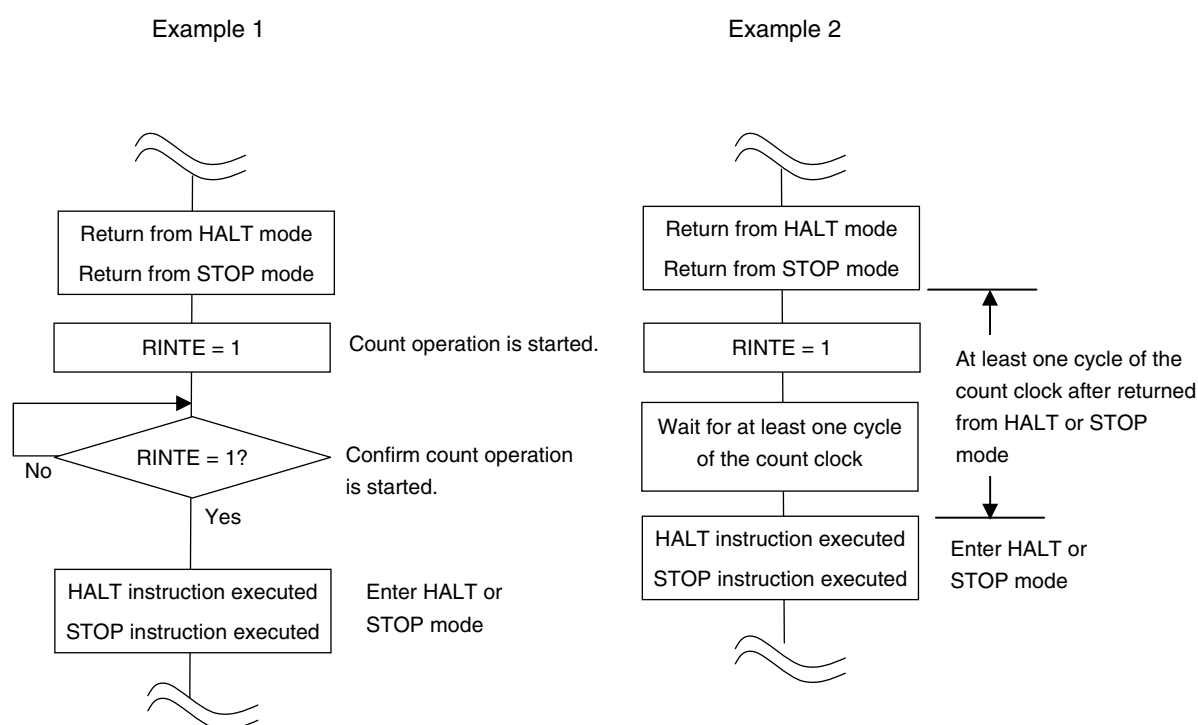 Example 1
Return from HALT mode
Return from STOP mode
RINTE = 1
Count operation is started.
RINTE = 1?
No
Yes
Confirm count operation
is started.
HALT instruction executed
STOP instruction executed
Enter HALT or
STOP mode
Example 2
Return from HALT mode
Return from STOP mode
RINTE = 1
Wait for at least one cycle
of the count clock
At least one cycle of the
count clock after returned
from HALT or STOP
mode
HALT instruction executed
STOP instruction executed
Enter HALT or
STOP mode